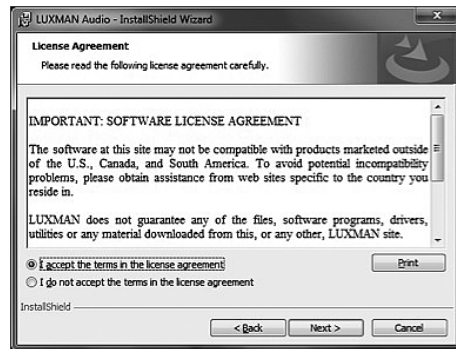 LUXMAN Audio - InstallShield Wizard
License Agreement
Please read the following license agreement carefully.
IMPORTANT: SOFTWARE LICENSE AGREEMENT
The software at this site may not be compatible with products marketed outside
of the U.S., Canada, and South America. To avoid potential incompatibility
problems, please obtain assistance from web sites specific to the country you
reside in.
LUXMAN does not guarantee any of the files, software programs, drivers,
utilities or any material downloaded from this, or any other, LUXMAN site.
I accept the terms in the license agreement
Print
I do not accept the terms in the license agreement
InstallShield
< Back
Next >
Cancel